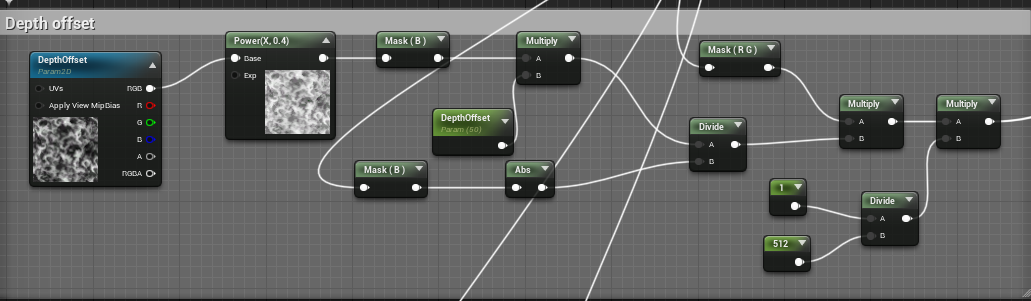 Depth offset
DepthOffset
Param2D
UVs
RGB
Apply View MipBias
R
G
B
A
RGBA
Power(X, 0.4)
Base
Exp
Mask ( B )
Multiply
A
B
DepthOffset
Param (50)
Mask ( B )
Abs
Mask ( R G )
Divide
A
B
Multiply
A
B
Multiply
A
B
1
512
Divide
A
B